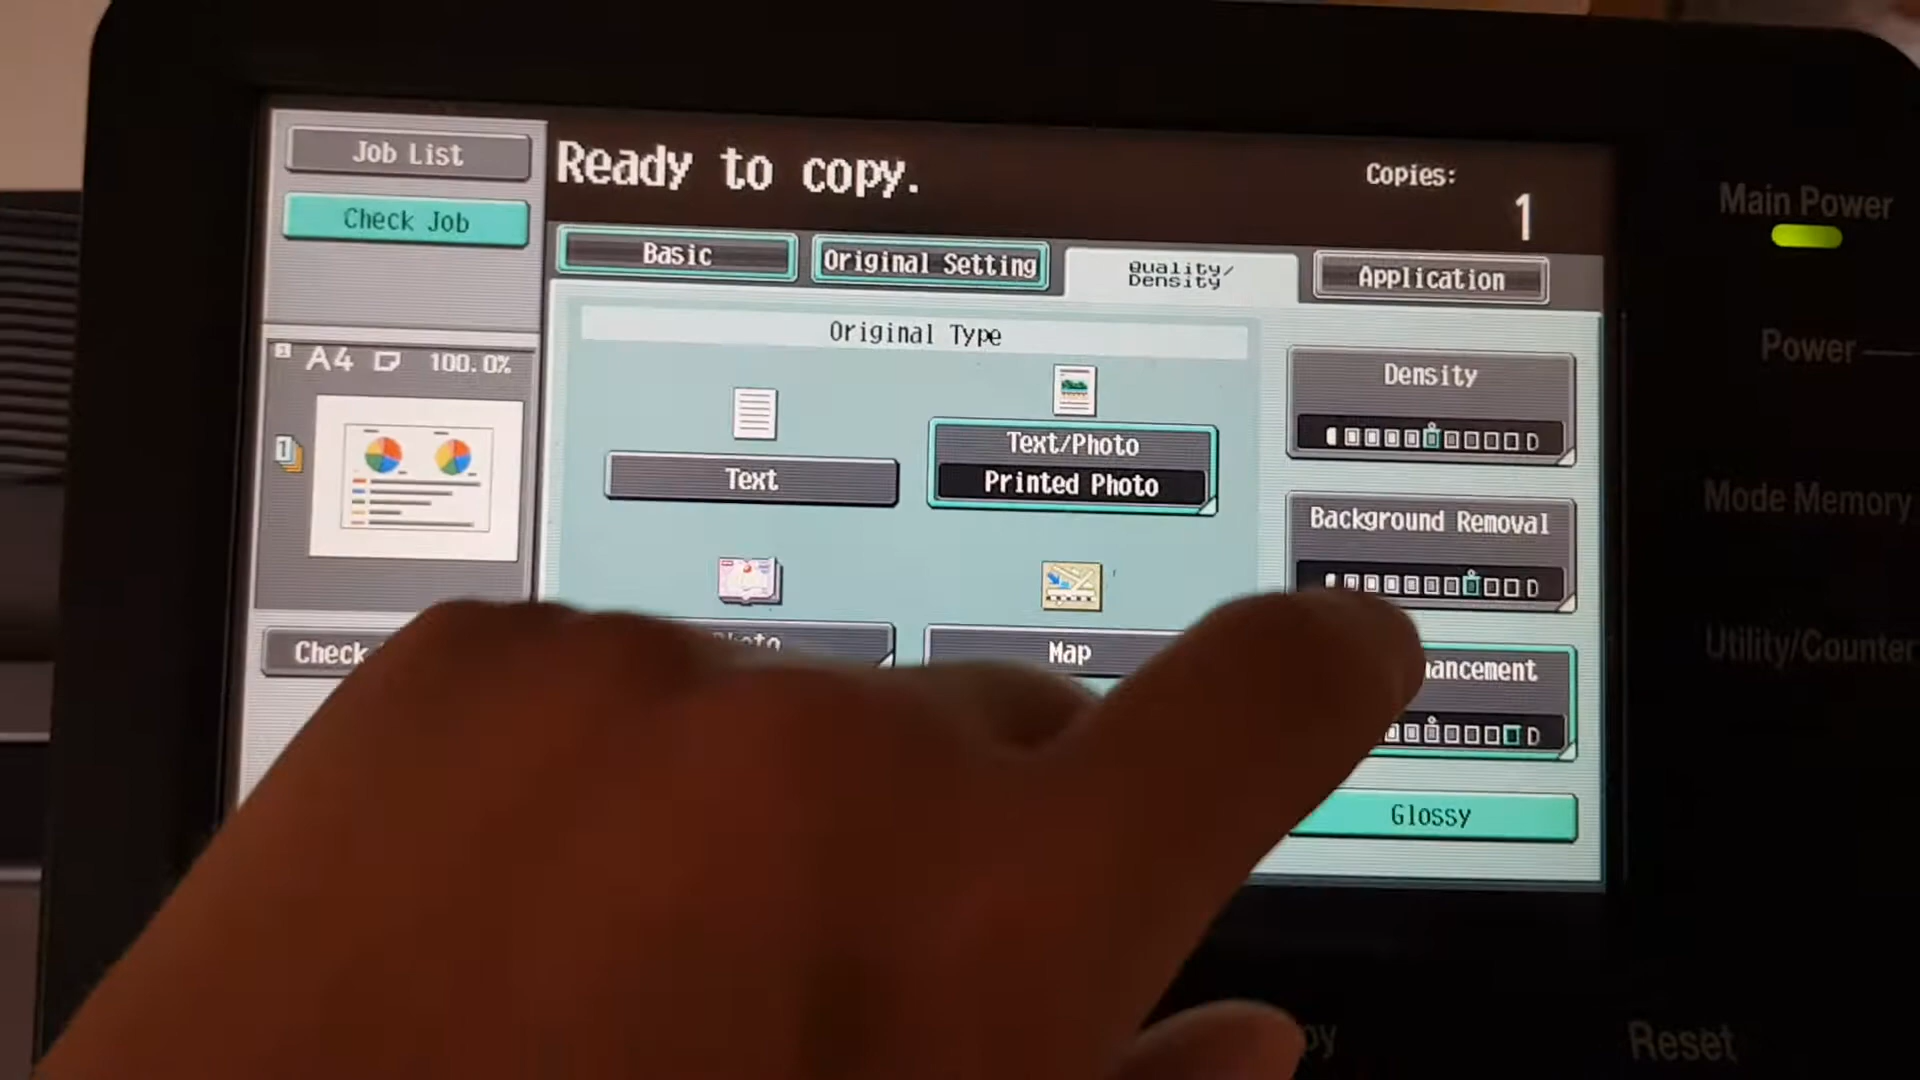 Job List
Check Job
Ready to copy.
Copies:
1
Main Power
Basic
Original Setting
Quality/
Density
Application
Power
Original Type
A4
100.0%
Density
Text
Text/Photo
Printed Photo
Background Removal
Mode Memory
1
Check
Map
Utility/Counter
Glossy
Reset